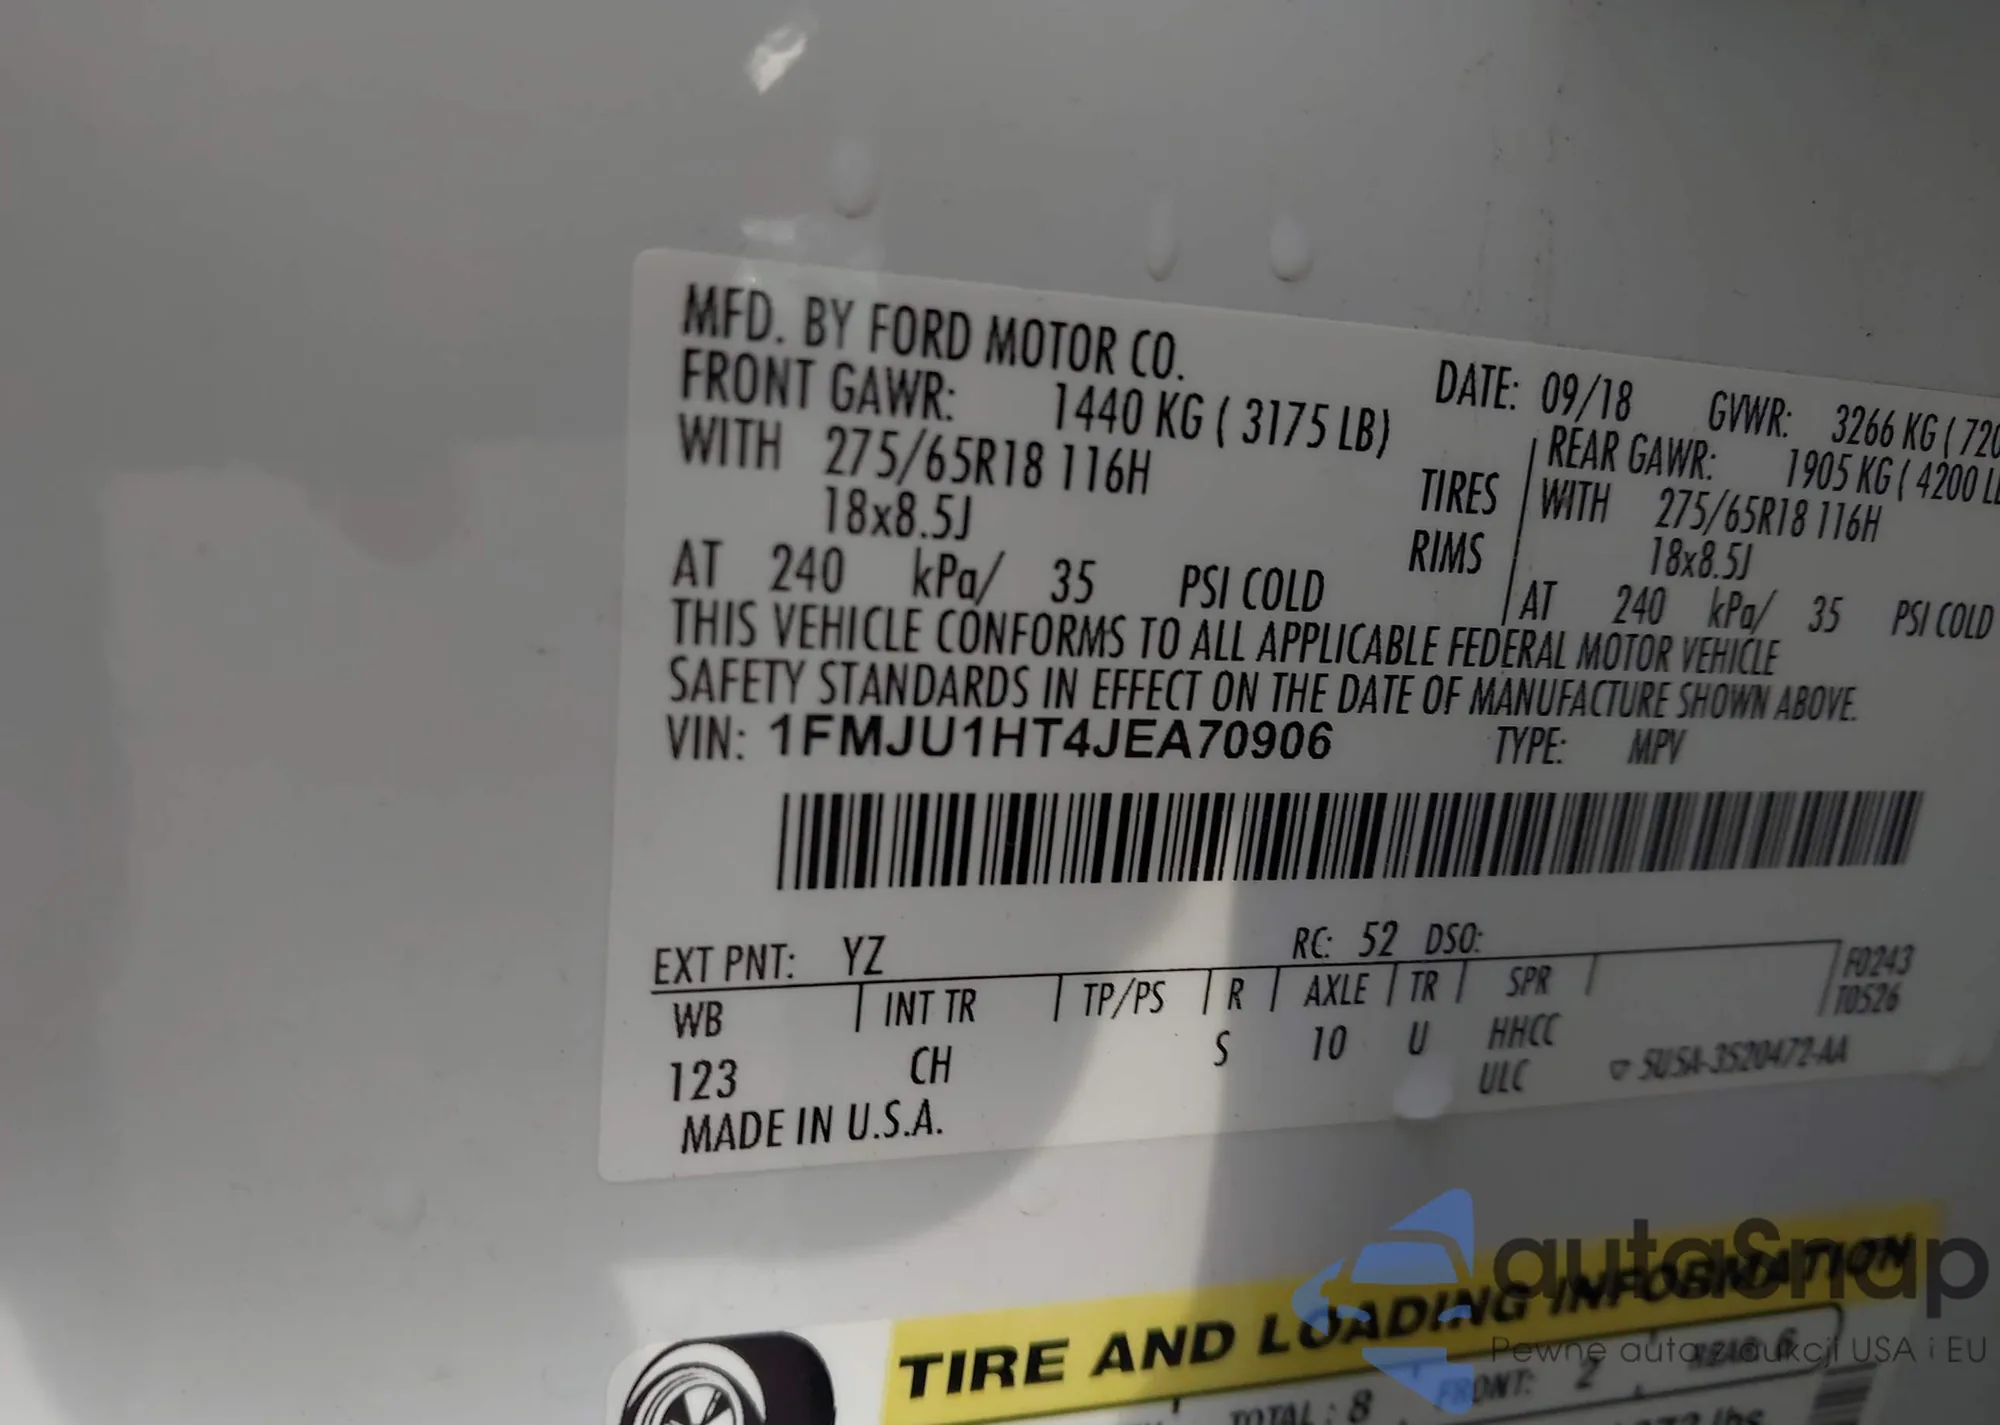 MFD. BY FORD MOTOR CO.
DATE: 09/18 GVWR: 3266 KG ( 720
FRONT GAWR: 1440 KG ( 3175 LB)
REAR GAWR: 1905 KG ( 4200 LB
WITH 275/65R18 116H TIRES WITH 275/65R18 116H
18x8.5J RIMS 18x8.5J
AT 240 kPa/ 35 PSI COLD AT 240 kPa/ 35 PSI COLD
THIS VEHICLE CONFORMS TO ALL APPLICABLE FEDERAL MOTOR VEHICLE
SAFETY STANDARDS IN EFFECT ON THE DATE OF MANUFACTURE SHOWN ABOVE.
VIN: 1FMJU1HT4JEA70906 TYPE: MPV
EXT PNT: YZ RC: 52 DSO:
WB INT TR TP/PS R AXLE TR SPR F0243
T0526
123 CH S 10 U HHCC
ULC 5U5A-3520472-AA
MADE IN U.S.A.
autoSnap
Pewne auta z aukcji USA i EU
TIRE AND LOADING INFORMATION
TOTAL : 8 FRONT: 2
lbs